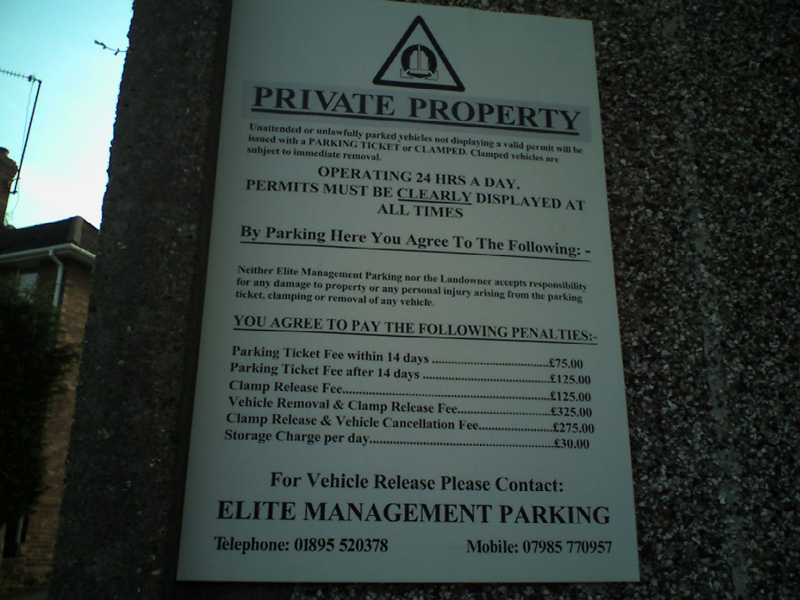 PRIVATE PROPERTY
Unattended or unlawfully parked vehicles not displaying a valid permit will be
issued with a PARKING TICKET or CLAMPED. Clamped vehicles are
subject to immediate removal.
OPERATING 24 HRS A DAY.
PERMITS MUST BE CLEARLY DISPLAYED AT
ALL TIMES
By Parking Here You Agree To The Following: -
Neither Elite Management Parking nor the Landowner accepts responsibility
for any damage to property or any personal injury arising from the parking
ticket, clamping or removal of any vehicle.
YOU AGREE TO PAY THE FOLLOWING PENALTIES:-
Parking Ticket Fee within 14 days ................................£75.00
Parking Ticket Fee after 14 days ...................................£125.00
Clamp Release Fee..........................................................£125.00
Vehicle Removal & Clamp Release Fee..........................£325.00
Clamp Release & Vehicle Cancellation Fee.....................£275.00
Storage Charge per day...................................................£30.00
For Vehicle Release Please Contact:
ELITE MANAGEMENT PARKING
Telephone: 01895 520378 Mobile: 07985 770957